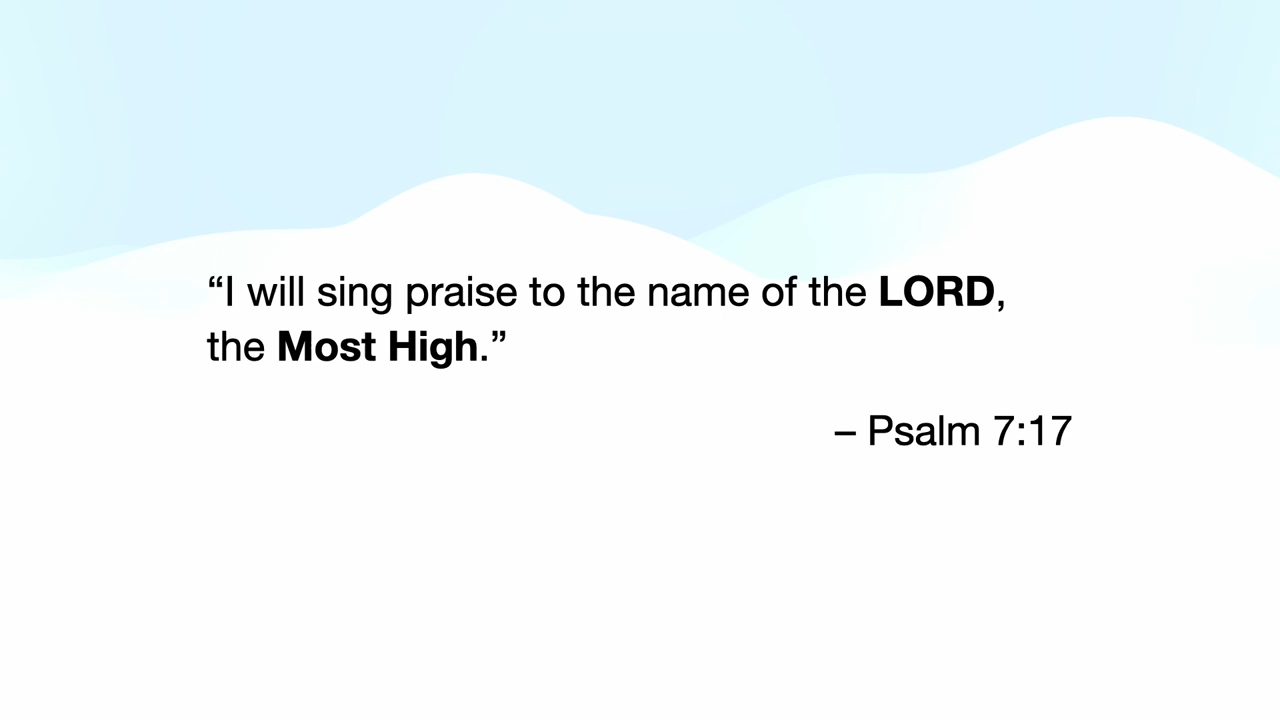 “I will sing praise to the name of the LORD,
the Most High.”
– Psalm 7:17